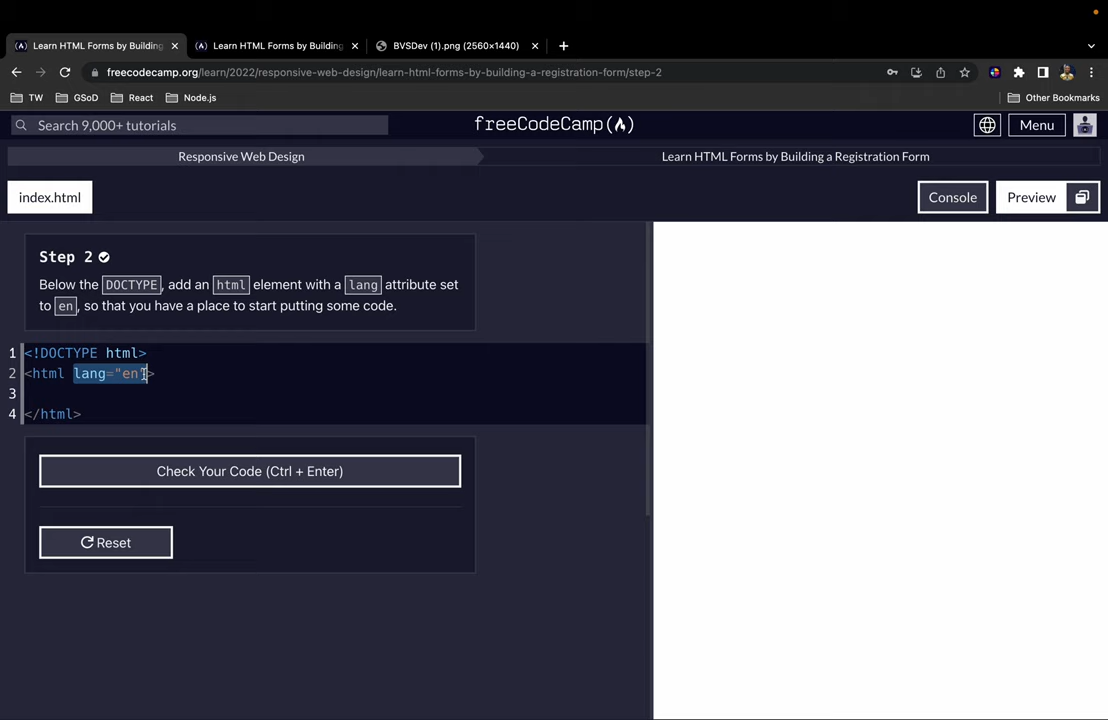 Learn HTML Forms by Building
Learn HTML Forms by Building
BVSDev (1).png (2560×1440)
freecodecamp.org/learn/2022/responsive-web-design/learn-html-forms-by-building-a-registration-form/step-2
TW
GSoD
React
Node.js
Other Bookmarks
Search 9,000+ tutorials
freeCodeCamp
Menu
Responsive Web Design
Learn HTML Forms by Building a Registration Form
index.html
Console
Preview
Step 2
Below the DOCTYPE, add an html element with a lang attribute set
to en, so that you have a place to start putting some code.
1 <!DOCTYPE html>
2 <html lang="en">
3
4 </html>
Check Your Code (Ctrl + Enter)
Reset